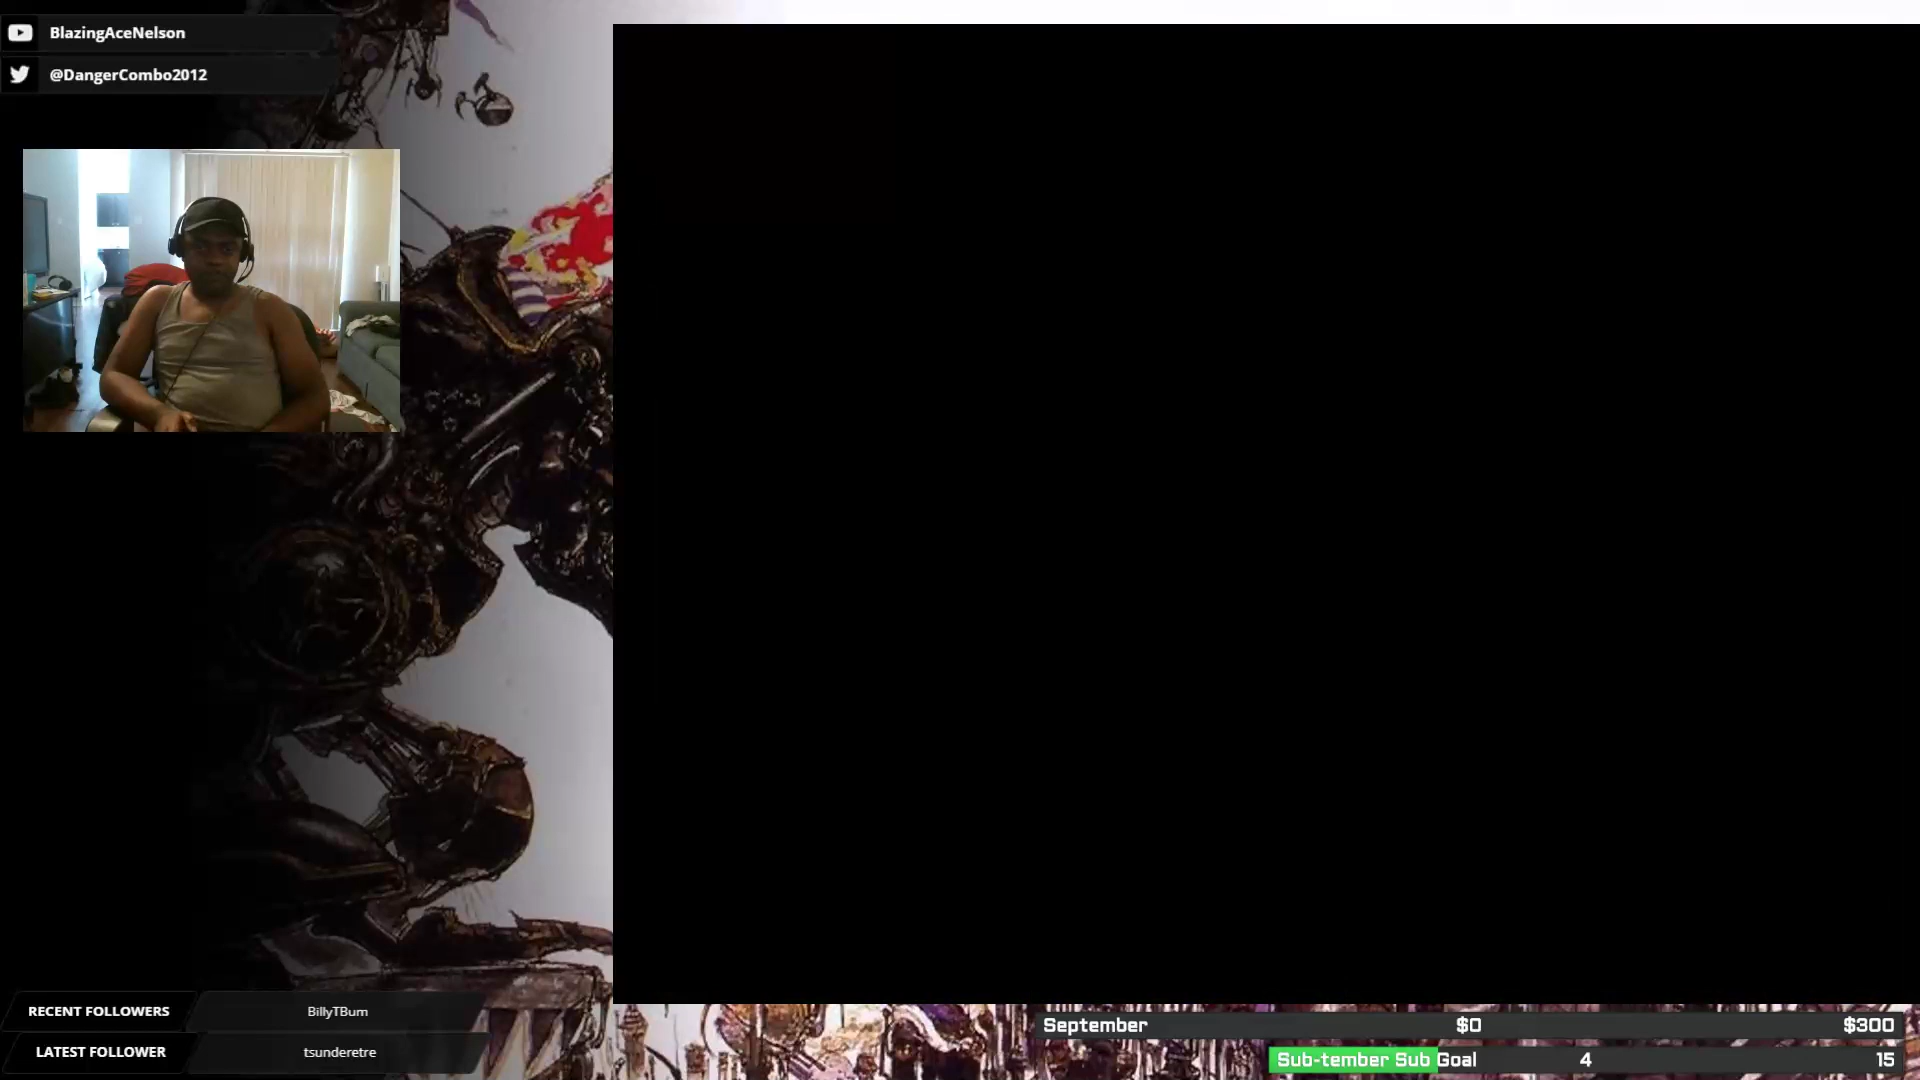 BlazingAceNelson
@DangerCombo2012
RECENT FOLLOWERS BillyTBum
LATEST FOLLOWER tsunderetre
September $0 $300
Sub-tember Sub Goal 4 15